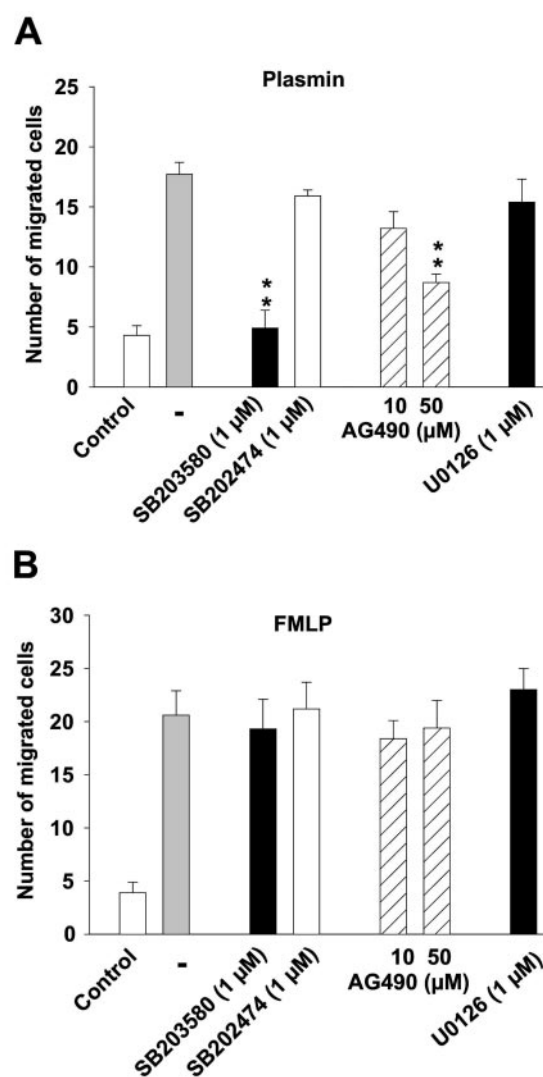 A
Plasmin
Number of migrated cells
25
20
15
10
5
0
**
**
Control
-
SB203580 (1 µM)
SB202474 (1 µM)
10 50
AG490 (µM)
U0126 (1 µM)
B
FMLP
Number of migrated cells
30
25
20
15
10
5
0
Control
-
SB203580 (1 µM)
SB202474 (1 µM)
10 50
AG490 (µM)
U0126 (1 µM)